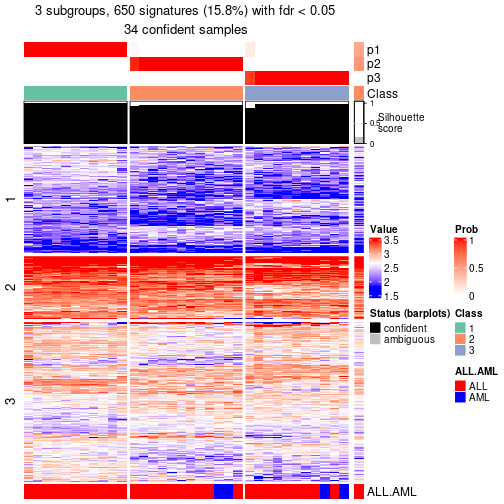 3 subgroups, 650 signatures (15.8%) with fdr < 0.05
34 confident samples
p1
p2
p3
Class
1
0.5
0
Silhouette
score
1
2
3
Value
3.5
3
2.5
2
1.5
Prob
1
0.5
0
Status (barplots)
confident
ambiguous
Class
1
2
3
ALL.AML
ALL
AML
ALL.AML